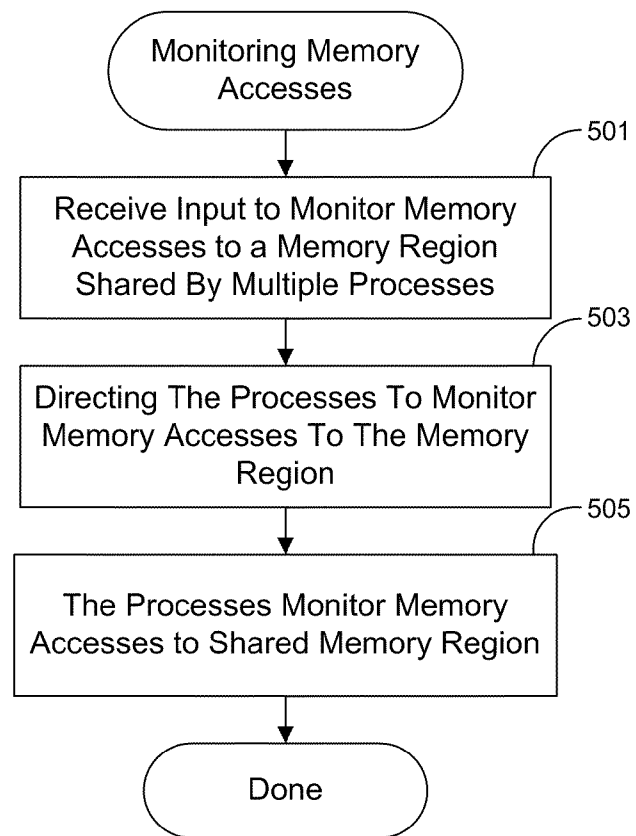 Monitoring Memory
Accesses
501
Receive Input to Monitor Memory
Accesses to a Memory Region
Shared By Multiple Processes
503
Directing The Processes To Monitor
Memory Accesses To The Memory
Region
505
The Processes Monitor Memory
Accesses to Shared Memory Region
Done